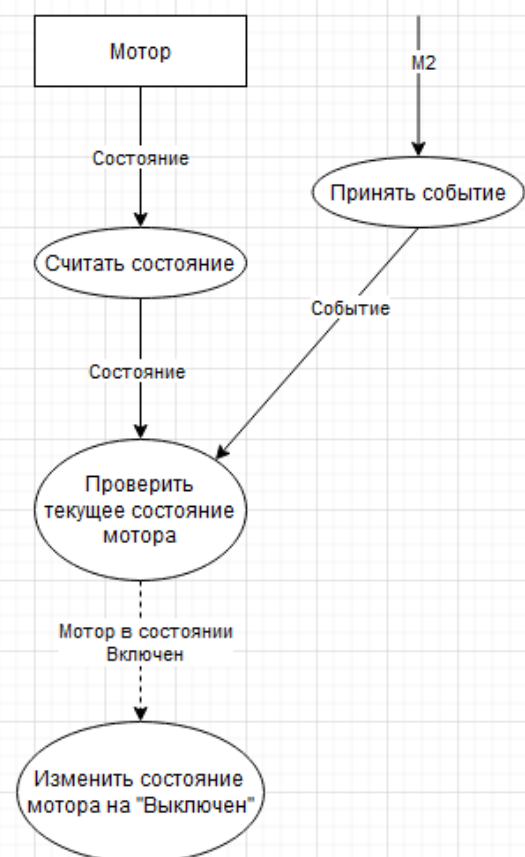 Мотор
М2
Состояние
Принять событие
Считать состояние
Событие
Состояние
Проверить
текущее состояние
мотора
Мотор в состоянии
Включен
Изменить состояние
мотора на "Выключен"